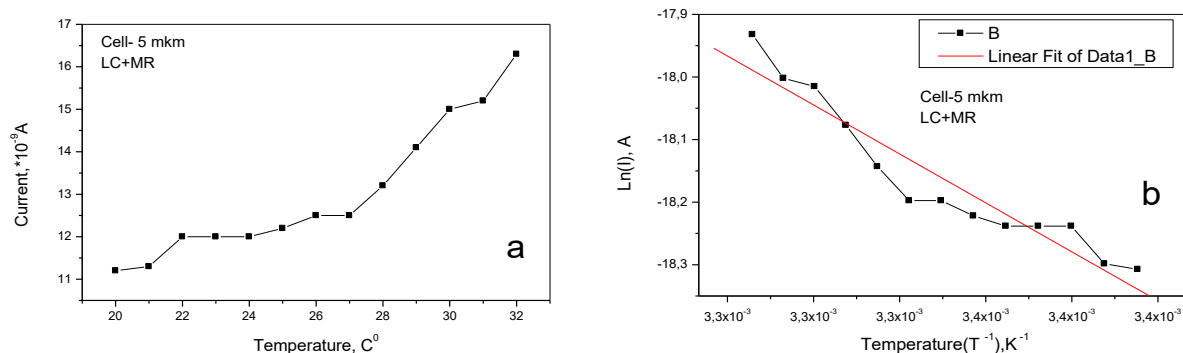 17
16
15
14
13
12
11
Current,*10⁻⁹A
Cell- 5 mkm
LC+MR
a
20 22 24 26 28 30 32
Temperature, C⁰
-17,9
-18,0
-18,1
-18,2
-18,3
Ln(I), A
B
Linear Fit of Data1_B
Cell-5 mkm
LC+MR
b
3,3x10⁻³ 3,3x10⁻³ 3,3x10⁻³ 3,4x10⁻³ 3,4x10⁻³ 3,4x10⁻³
Temperature(T ⁻¹),K⁻¹